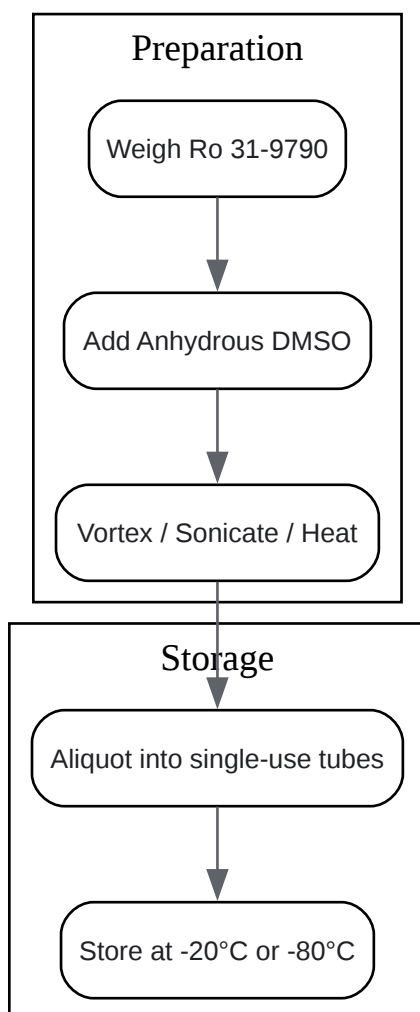 Preparation
Weigh Ro 31-9790
Add Anhydrous DMSO
Vortex / Sonicate / Heat
Storage
Aliquot into single-use tubes
Store at -20°C or -80°C